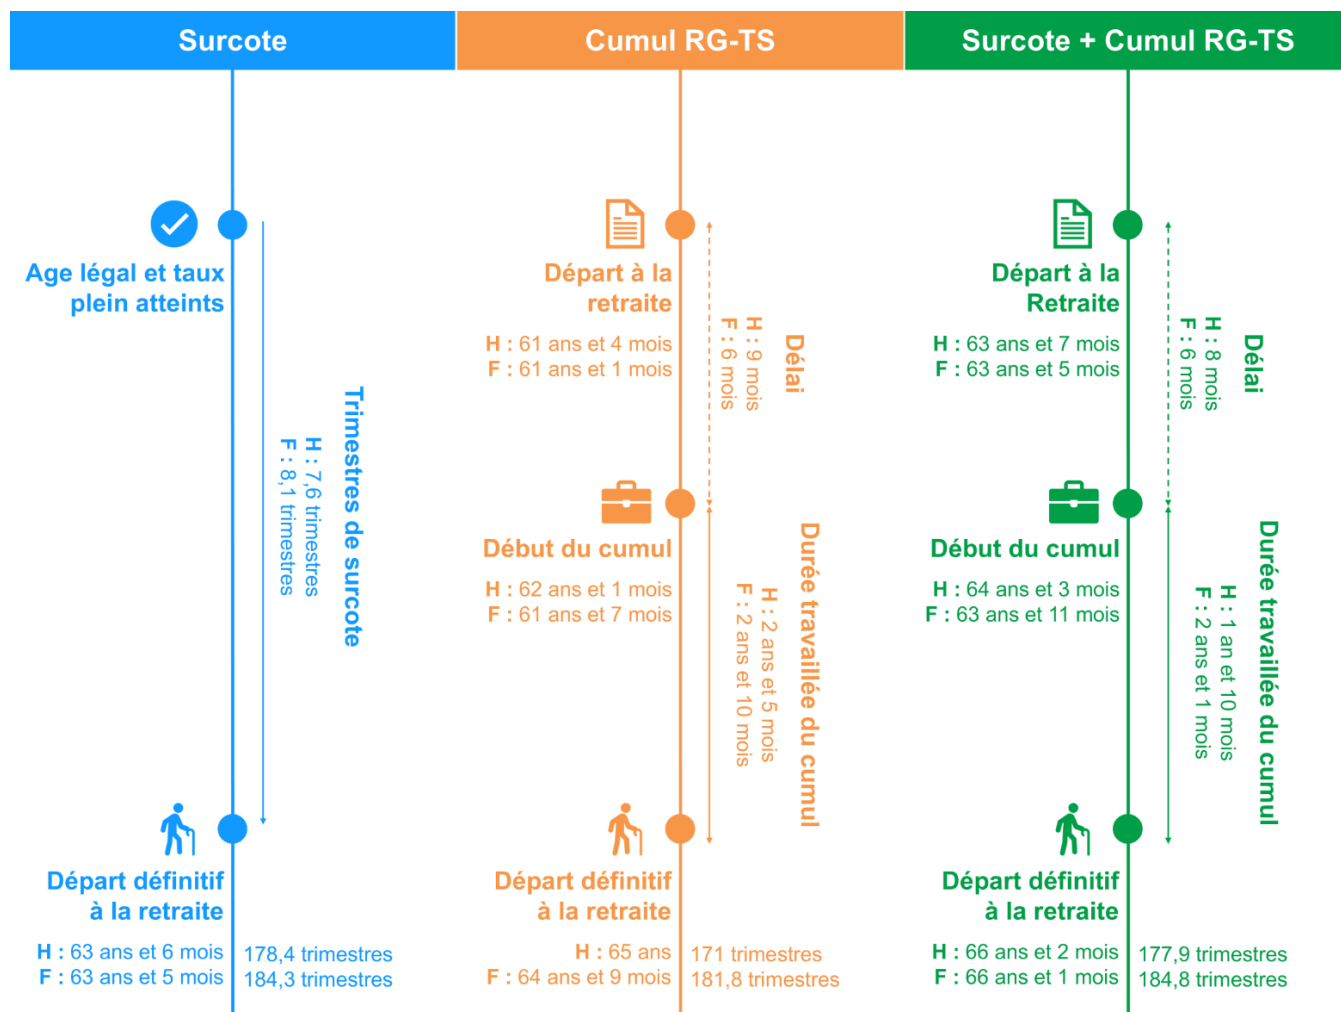 Surcote
Age légal et taux
plein atteints
Trimestres de surcote
H : 7,6 trimestres
F : 8,1 trimestres
Départ définitif
à la retraite
H : 63 ans et 6 mois
F : 63 ans et 5 mois
178,4 trimestres
184,3 trimestres
Cumul RG-TS
Départ à la
retraite
H : 61 ans et 4 mois
F : 61 ans et 1 mois
Délai
H : 9 mois
F : 6 mois
Début du cumul
H : 62 ans et 1 mois
F : 61 ans et 7 mois
Durée travaillée du cumul
H : 2 ans et 5 mois
F : 2 ans et 10 mois
Départ définitif
à la retraite
H : 65 ans
F : 64 ans et 9 mois
171 trimestres
181,8 trimestres
Surcote + Cumul RG-TS
Départ à la
Retraite
H : 63 ans et 7 mois
F : 63 ans et 5 mois
Délai
H : 8 mois
F : 6 mois
Début du cumul
H : 64 ans et 3 mois
F : 63 ans et 11 mois
Durée travaillée du cumul
H : 1 an et 10 mois
F : 2 ans et 1 mois
Départ définitif
à la retraite
H : 66 ans et 2 mois
F : 66 ans et 1 mois
177,9 trimestres
184,8 trimestres